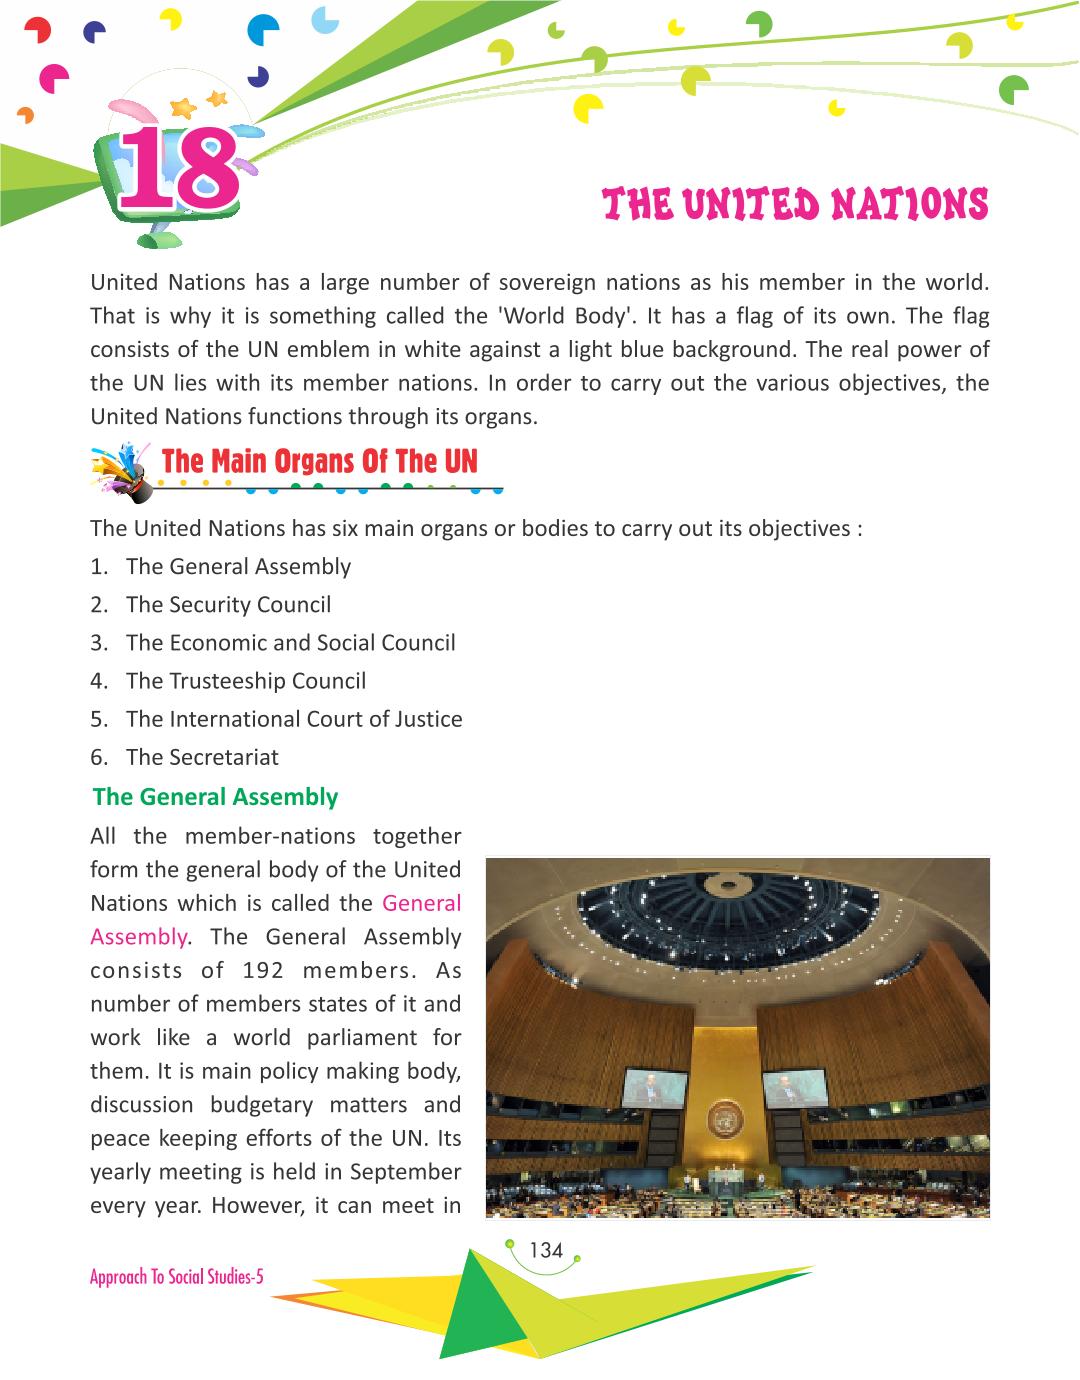 18
THE UNITED NATIONS
United Nations has a large number of sovereign nations as his member in the world.
That is why it is something called the 'World Body'. It has a flag of its own. The flag
consists of the UN emblem in white against a light blue background. The real power of
the UN lies with its member nations. In order to carry out the various objectives, the
United Nations functions through its organs.
The Main Organs Of The UN
The United Nations has six main organs or bodies to carry out its objectives :
1. The General Assembly
2. The Security Council
3. The Economic and Social Council
4. The Trusteeship Council
5. The International Court of Justice
6. The Secretariat
The General Assembly
All the member-nations together
form the general body of the United
Nations which is called the General
Assembly. The General Assembly
consists of 192 members. As
number of members states of it and
work like a world parliament for
them. It is main policy making body,
discussion budgetary matters and
peace keeping efforts of the UN. Its
yearly meeting is held in September
every year. However, it can meet in
134
Approach To Social Studies-5